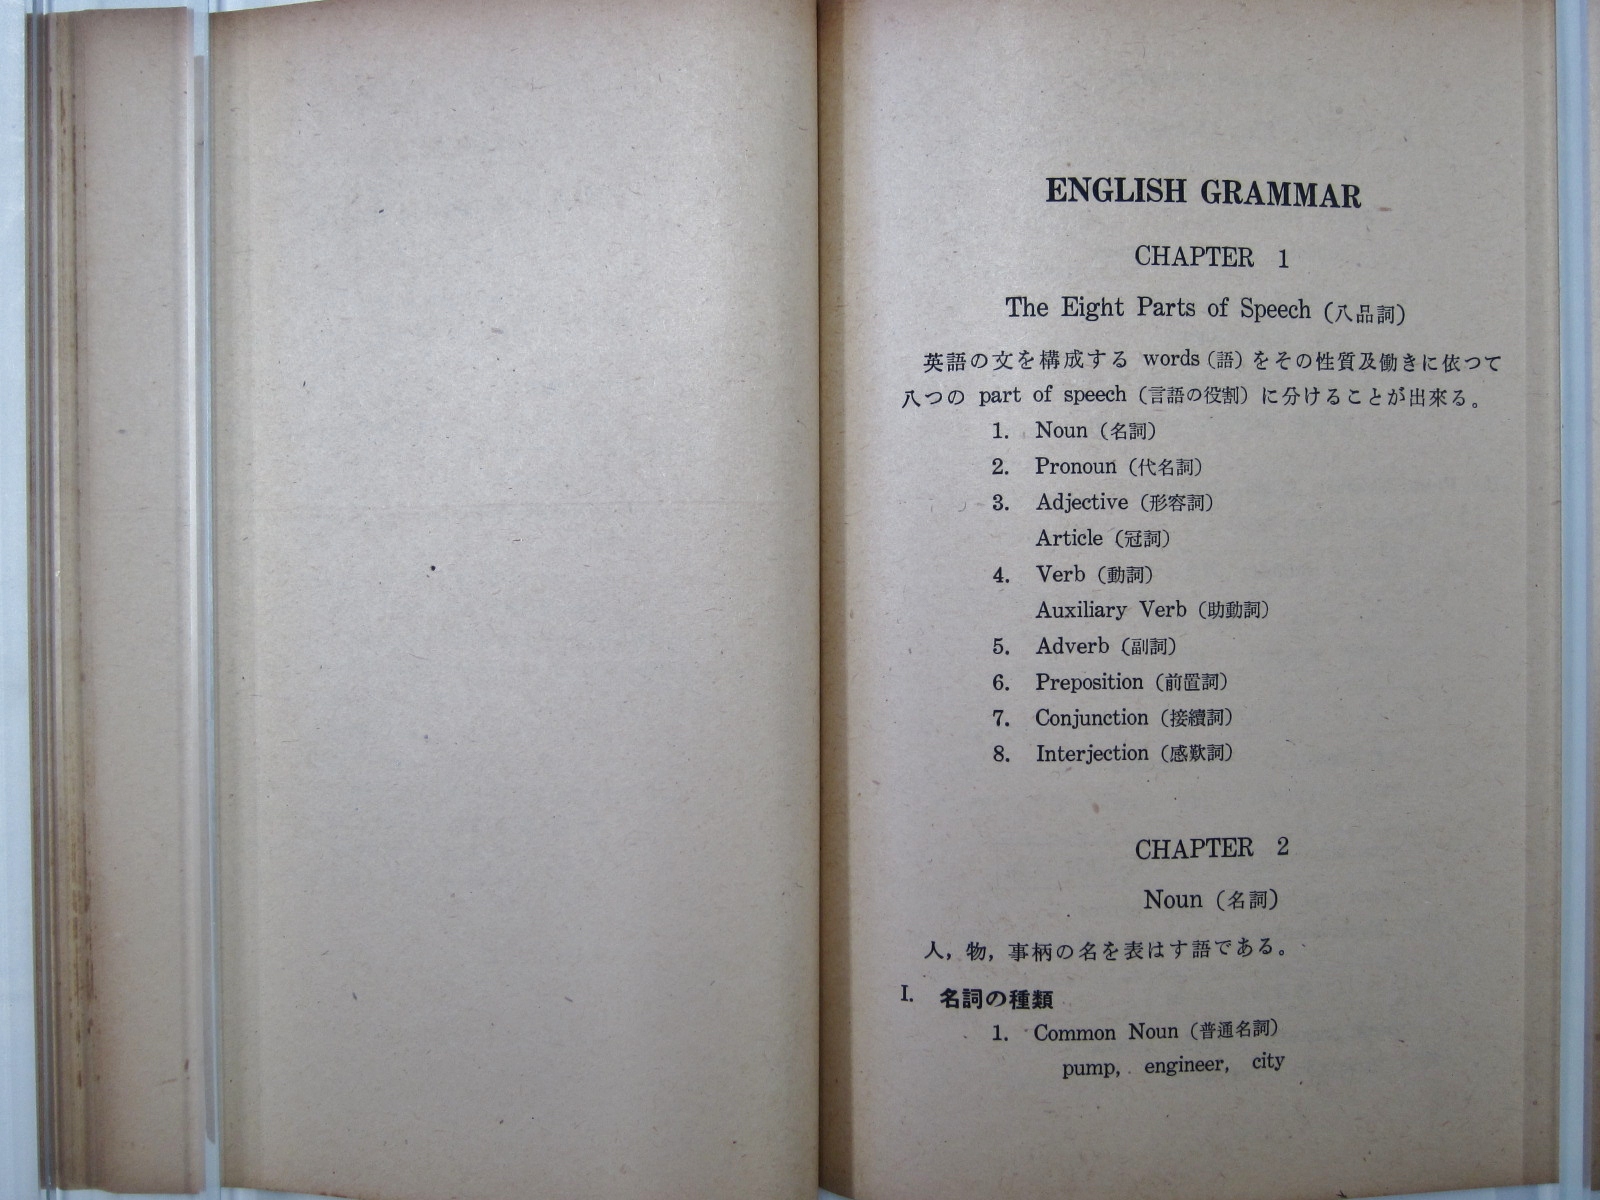 ENGLISH GRAMMAR
CHAPTER 1
The Eight Parts of Speech (八品詞)
英語の文を構成する words (語) をその性質及働きに依つて
八つの part of speech (言語の役割) に分けることが出來る。
1. Noun (名詞)
2. Pronoun (代名詞)
3. Adjective (形容詞)
Article (冠詞)
4. Verb (動詞)
Auxiliary Verb (助動詞)
5. Adverb (副詞)
6. Preposition (前置詞)
7. Conjunction (接續詞)
8. Interjection (感歎詞)
CHAPTER 2
Noun (名詞)
人, 物, 事柄の名を表はす語である。
I. 名詞の種類
1. Common Noun (普通名詞)
pump, engineer, city